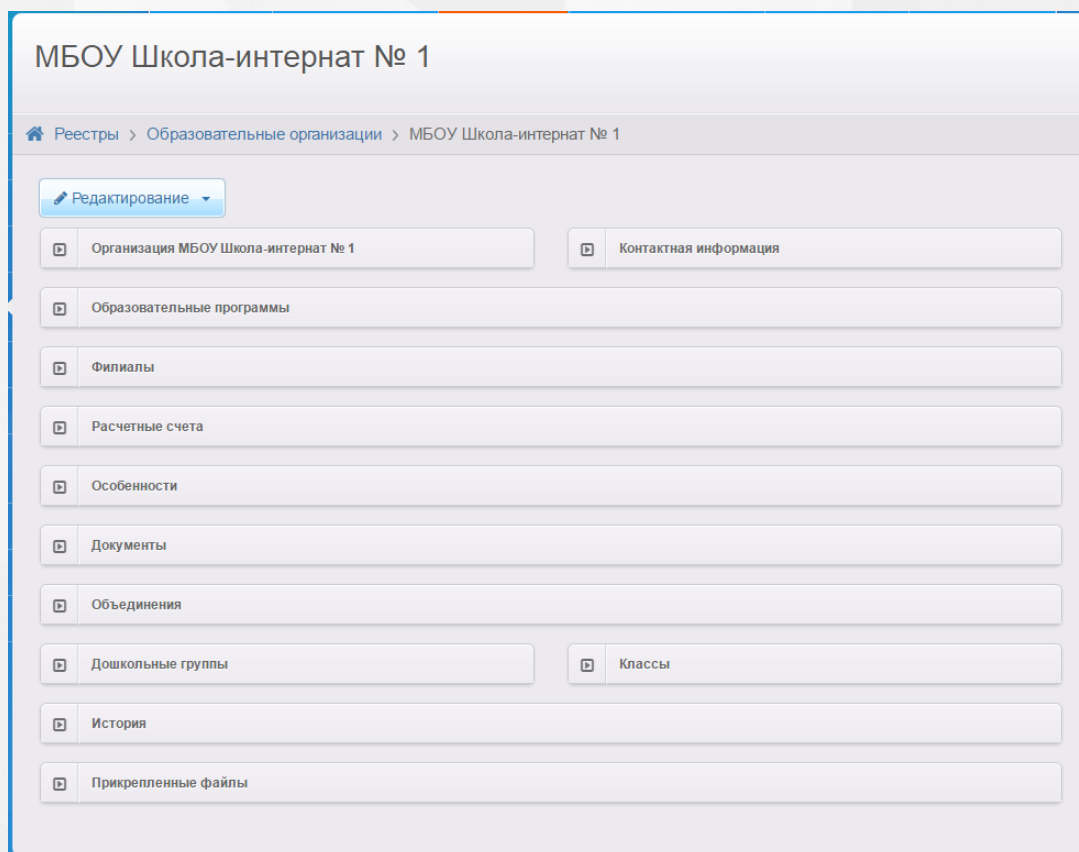 МБОУ Школа-интернат № 1
Реестры > Образовательные организации > МБОУ Школа-интернат № 1
Редактирование
Организация МБОУ Школа-интернат № 1
Контактная информация
Образовательные программы
Филиалы
Расчетные счета
Особенности
Документы
Объединения
Дошкольные группы
Классы
История
Прикрепленные файлы